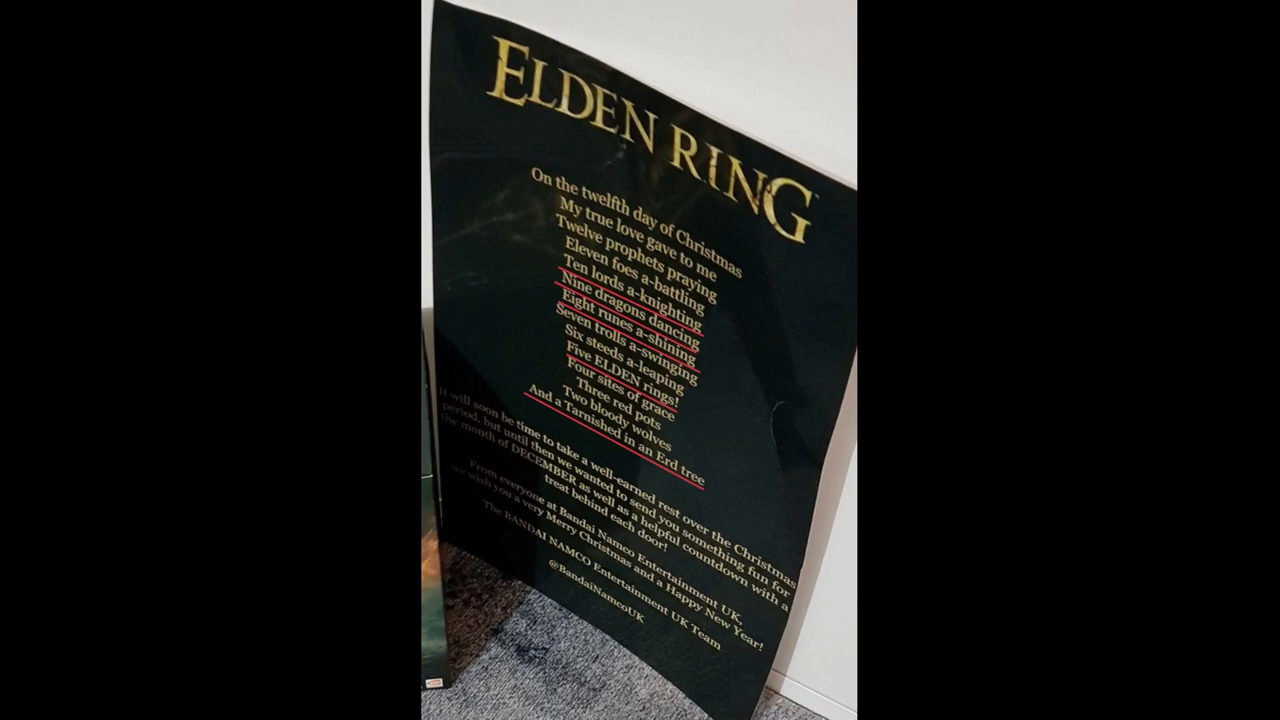 ELDEN RING
On the twelfth day of Christmas
My true love gave to me
Twelve prophets praying
Eleven foes a-battling
Ten lords a-knighting
Nine dragons dancing
Eight runes a-shining
Seven trolls a-swinging
Six steeds a-leaping
Five ELDEN rings!
Four sites of grace
Three red pots
Two bloody wolves
And a Tarnished in an Erd tree
It will soon be time to take a well-earned rest over the Christmas
period, but until then we wanted to send you something fun for
the month of DECEMBER as well as a helpful countdown with a
treat behind each door!
From everyone at Bandai Namco Entertainment UK,
we wish you a very Merry Christmas and a Happy New Year!
The BANDAI NAMCO Entertainment UK Team
@BandaiNamcoUK